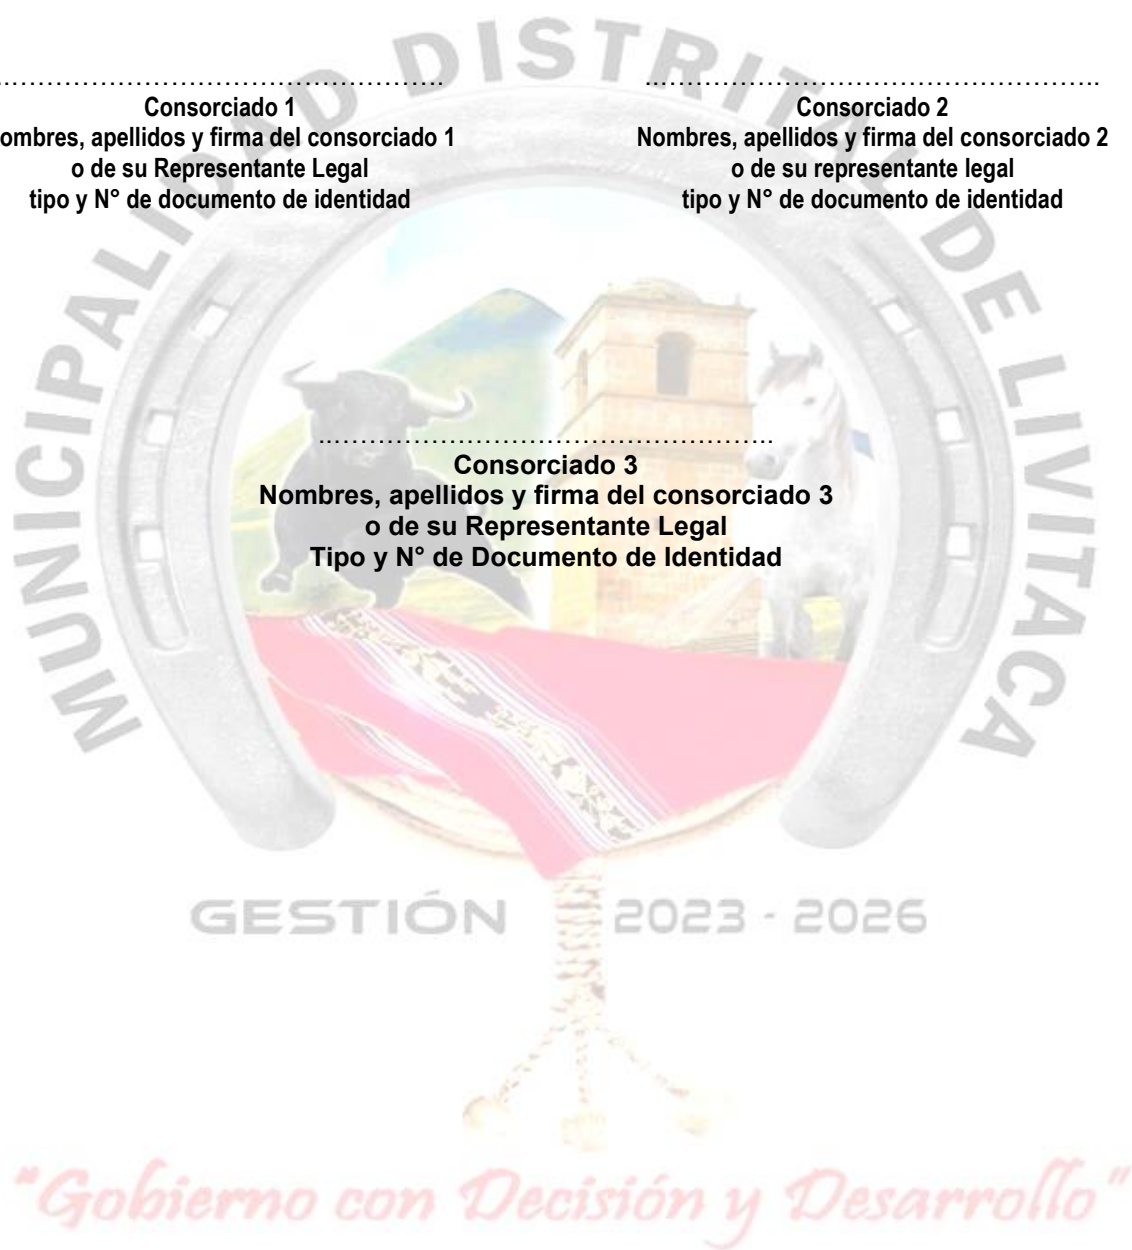 MUNICIPALIDAD DISTRITAL DE LIVITACA
……………………………………………….
Consorciado 1
ombres, apellidos y firma del consorciado 1
o de su Representante Legal
tipo y N° de documento de identidad
……………………………………………….
Consorciado 2
Nombres, apellidos y firma del consorciado 2
o de su representante legal
tipo y N° de documento de identidad
……………………………………………….
Consorciado 3
Nombres, apellidos y firma del consorciado 3
o de su Representante Legal
Tipo y N° de Documento de Identidad
GESTIÓN 2023 - 2026
"Gobierno con Decisión y Desarrollo"